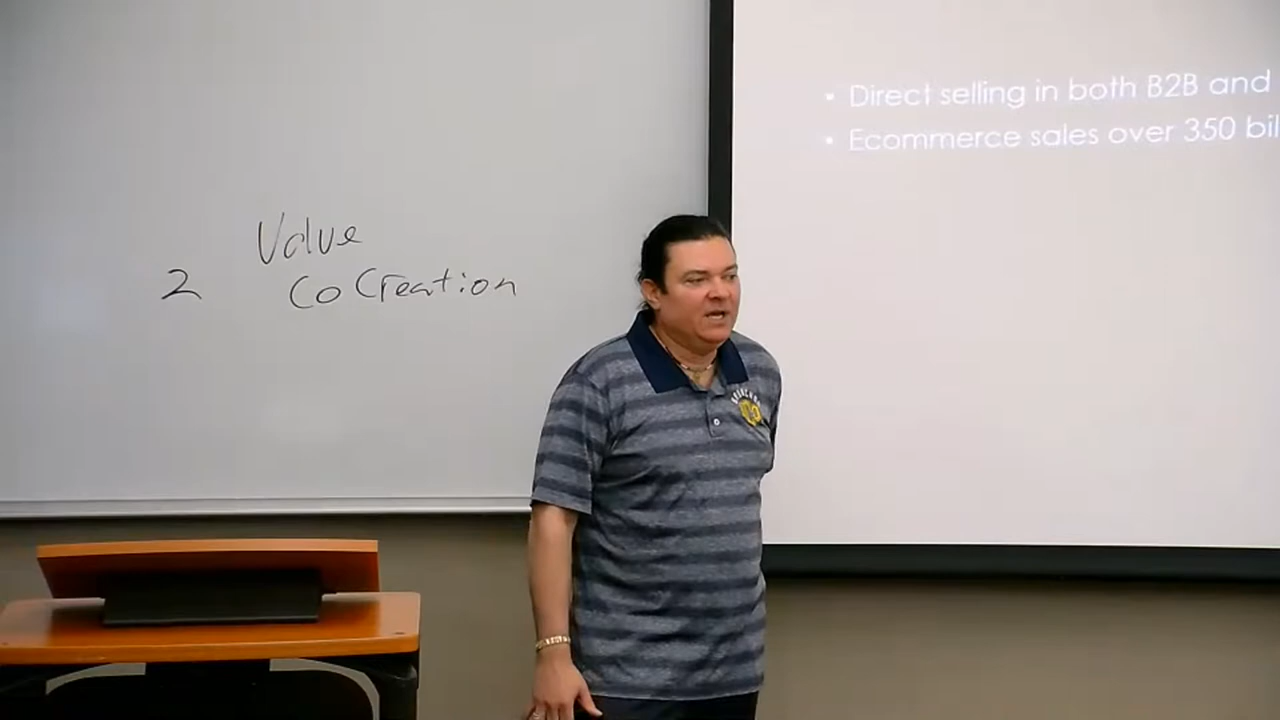 Value
2 CoCreation
• Direct selling in both B2B and
• Ecommerce sales over 350 bil